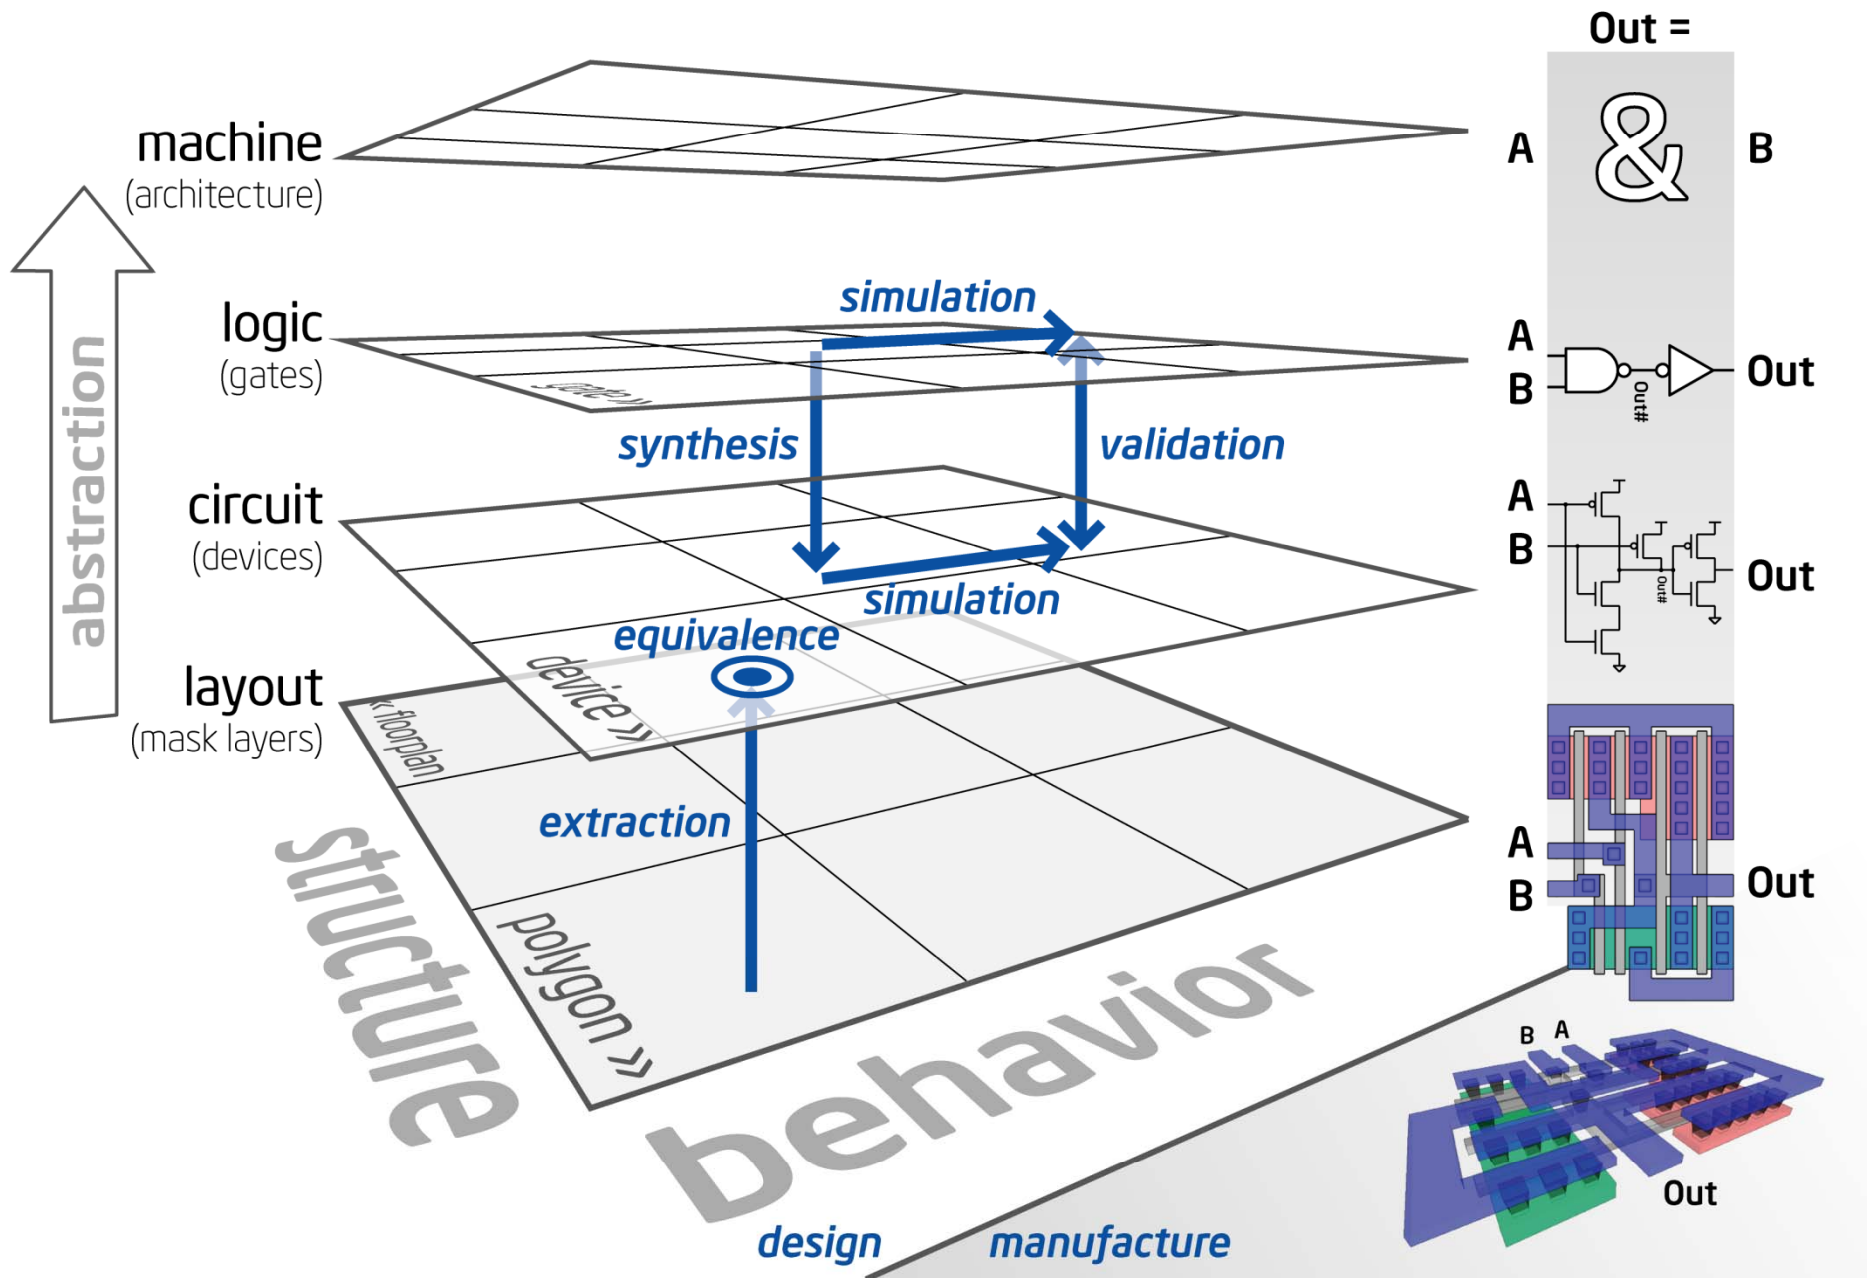 Out =
machine
(architecture)
A
&
B
abstraction
logic
(gates)
simulation
gate »
A
B
Out#
Out
synthesis
validation
circuit
(devices)
simulation
A
B
Out#
Out
equivalence
device »
layout
(mask layers)
« floorplan
extraction
polygon »
A
B
Out
structure
behavior
B
A
Out
design
manufacture